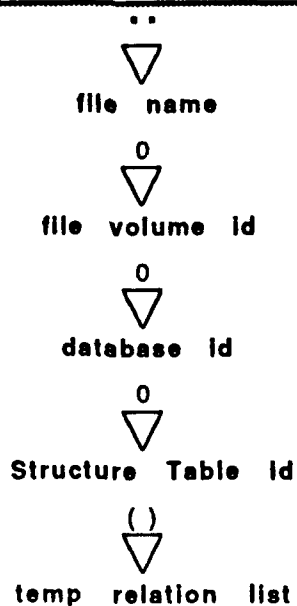 ..
file name
0
file volume id
0
database id
0
Structure Table id
()
temp relation list